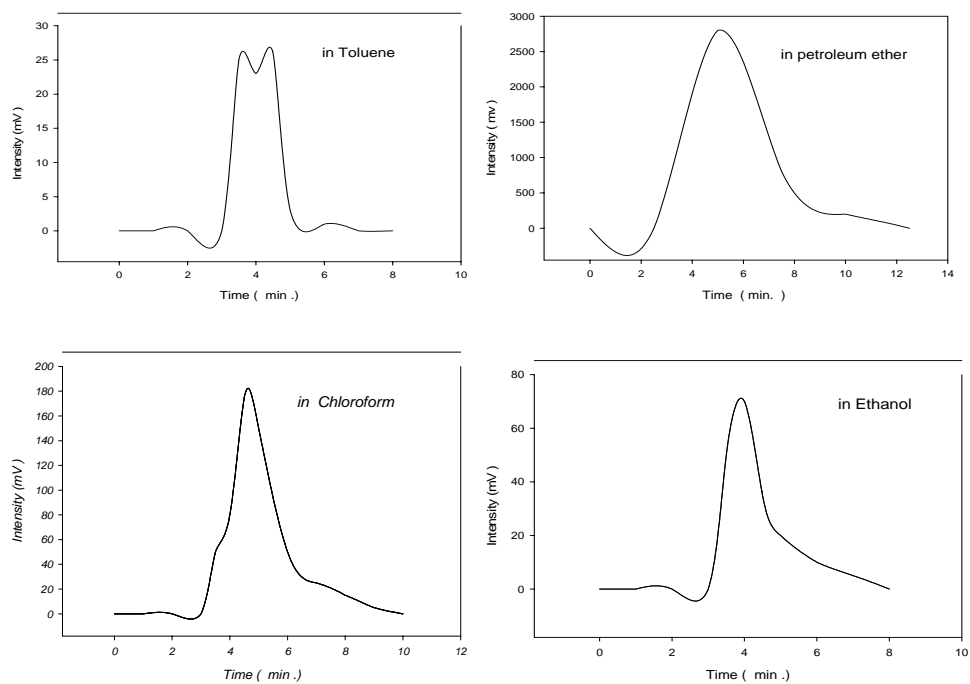 30
25
20
15
10
5
0
Intensity (mV)
in Toluene
0 2 4 6 8 10
Time ( min .)
3000
2500
2000
1500
1000
500
0
Intensity ( mv)
in petroleum ether
0 2 4 6 8 10 12 14
Time ( min. )
200
180
160
140
120
100
80
60
40
20
0
Intensity (mV )
in Chloroform
0 2 4 6 8 10 12
Time ( min .)
80
60
40
20
0
Intensity (mV )
in Ethanol
0 2 4 6 8 10
Time ( min .)